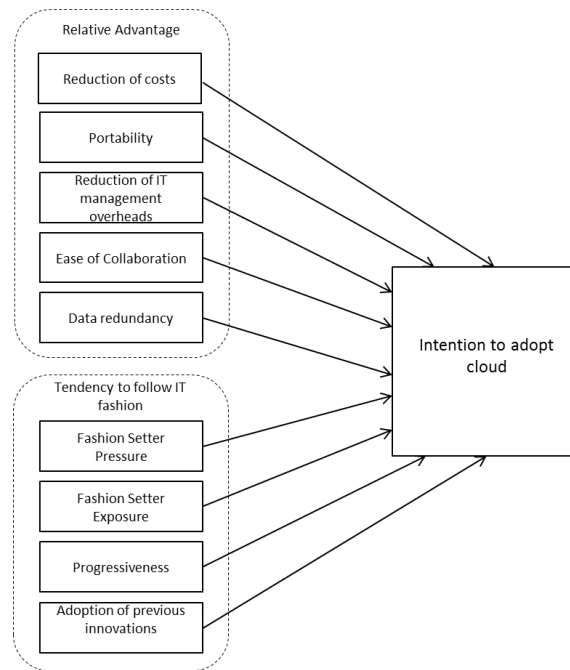 Relative Advantage
Reduction of costs
Portability
Reduction of IT
management
overheads
Ease of Collaboration
Data redundancy
Intention to adopt
cloud
Tendency to follow IT
fashion
Fashion Setter
Pressure
Fashion Setter
Exposure
Progressiveness
Adoption of previous
innovations